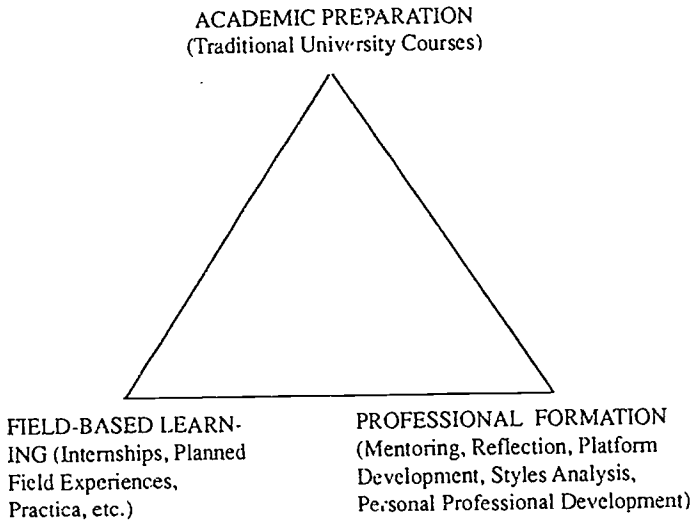 ACADEMIC PREPARATION
(Traditional University Courses)
FIELD-BASED LEARN-
ING (Internships, Planned
Field Experiences,
Practica, etc.)
PROFESSIONAL FORMATION
(Mentoring, Reflection, Platform
Development, Styles Analysis,
Personal Professional Development)